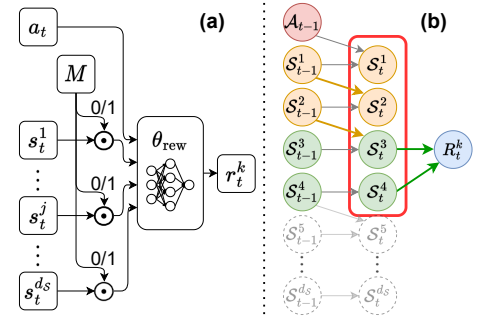 (a)
a_t
M
0/1
s_t^1
0/1
s_t^j
0/1
s_t^{d_S}
θ_rew
r_t^k
(b)
𝒜_{t-1}
𝒮_{t-1}^1 𝒮_t^1
𝒮_{t-1}^2 𝒮_t^2
𝒮_{t-1}^3 𝒮_t^3 R_t^k
𝒮_{t-1}^4 𝒮_t^4
𝒮_{t-1}^5 𝒮_t^5
𝒮_{t-1}^{d_𝒮} 𝒮_t^{d_𝒮}